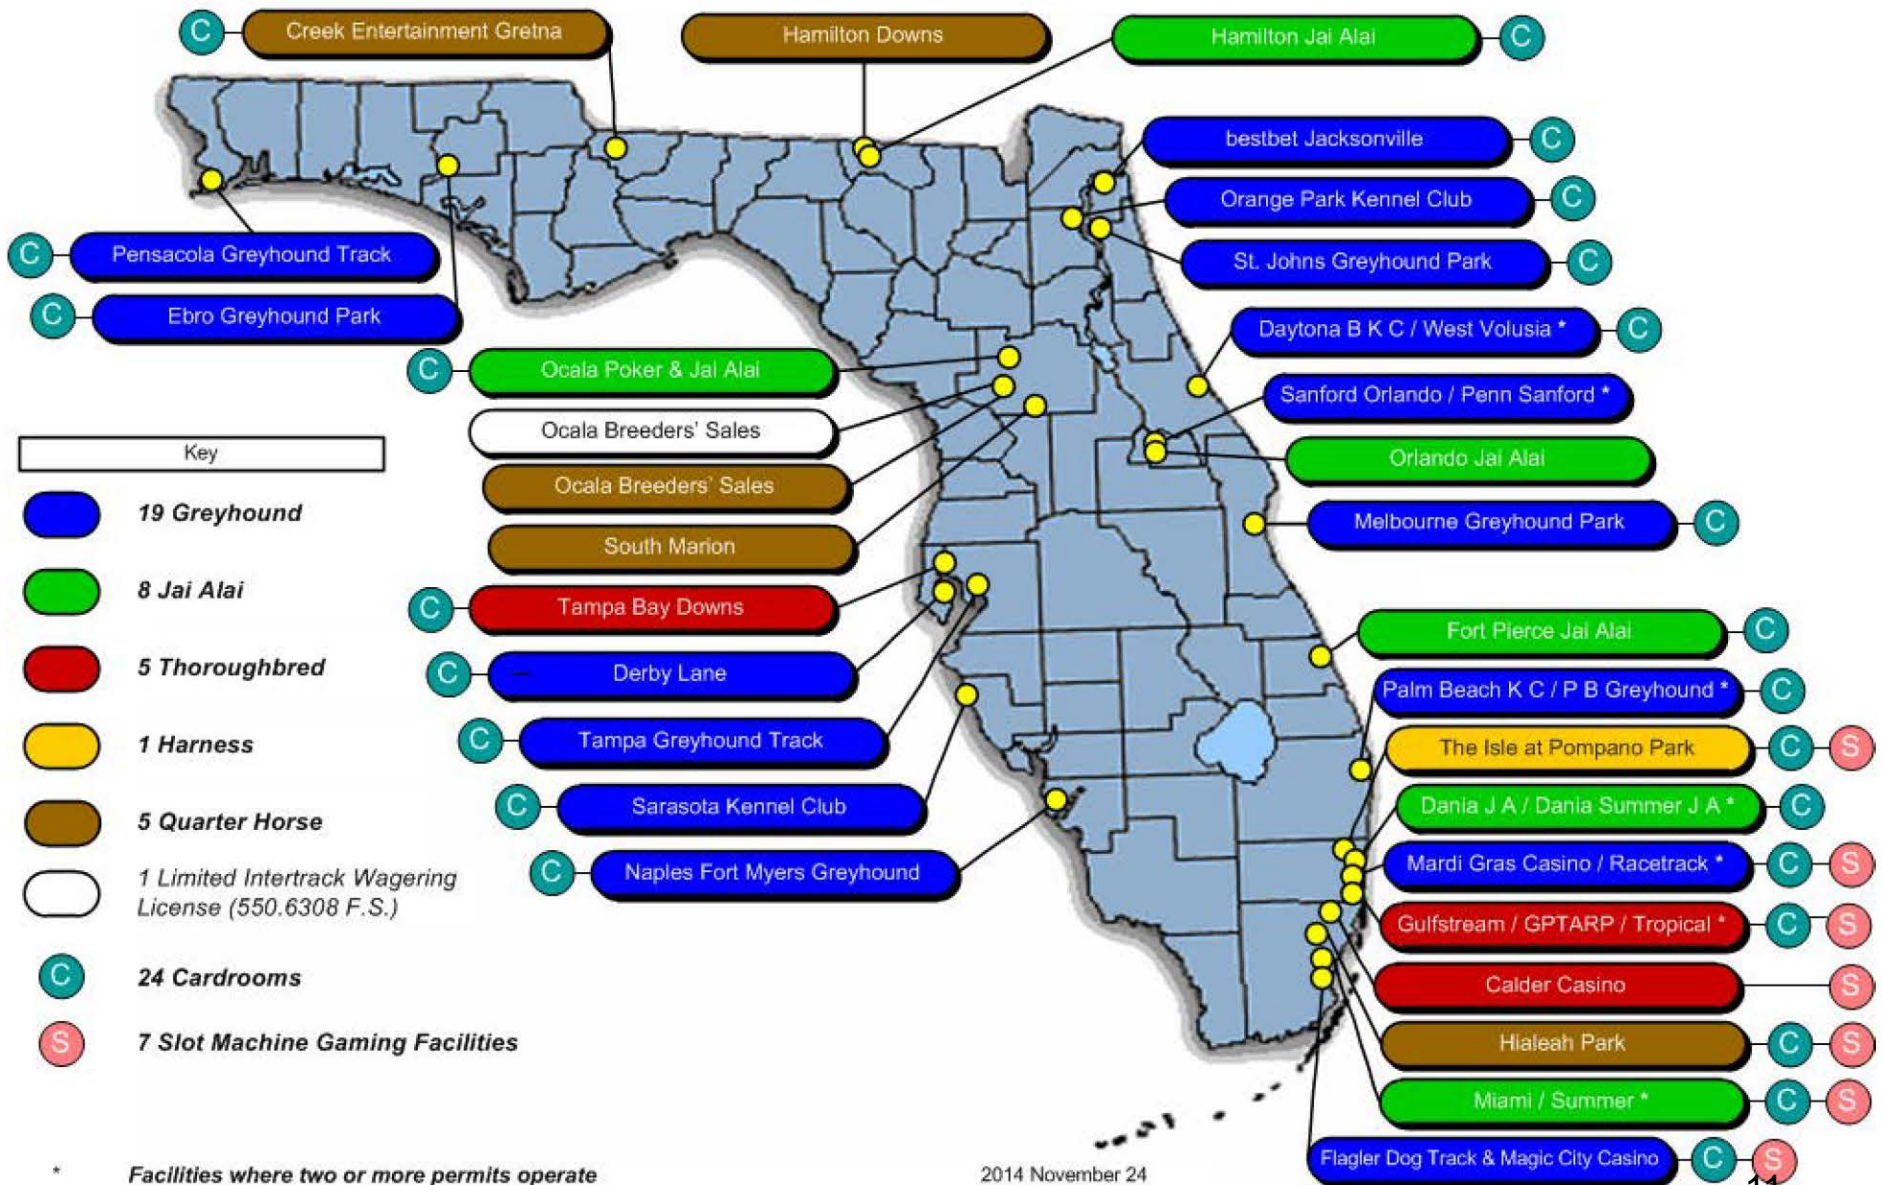 C Creek Entertainment Gretna
Hamilton Downs
Hamilton Jai Alai C
bestbet Jacksonville C
Orange Park Kennel Club C
St. Johns Greyhound Park C
C Pensacola Greyhound Track
C Ebro Greyhound Park
Daytona B K C / West Volusia * C
C Ocala Poker & Jai Alai
Sanford Orlando / Penn Sanford *
Ocala Breeders' Sales
Orlando Jai Alai
Ocala Breeders' Sales
Melbourne Greyhound Park C
South Marion
C Tampa Bay Downs
Fort Pierce Jai Alai C
C Derby Lane
Palm Beach K C / P B Greyhound * C
C Tampa Greyhound Track
The Isle at Pompano Park C S
C Sarasota Kennel Club
Dania J A / Dania Summer J A * C
C Naples Fort Myers Greyhound
Mardi Gras Casino / Racetrack * C S
Gulfstream / GPTARP / Tropical * C S
Calder Casino S
Hialeah Park C S
Miami / Summer * C S
Flagler Dog Track & Magic City Casino C S
Key
19 Greyhound
8 Jai Alai
5 Thoroughbred
1 Harness
5 Quarter Horse
1 Limited Intertrack Wagering
License (550.6308 F.S.)
C 24 Cardrooms
S 7 Slot Machine Gaming Facilities
* Facilities where two or more permits operate
2014 November 24
11